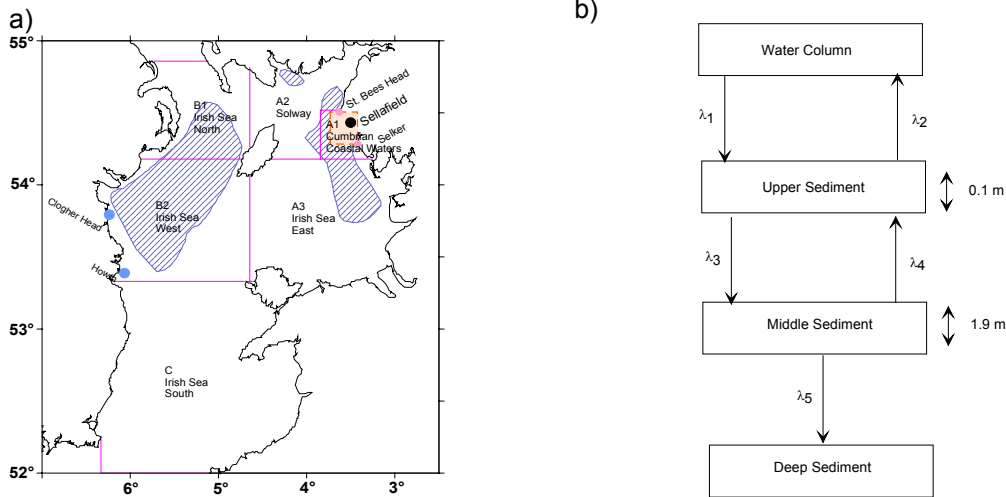 a)
55°
54°
53°
52°
6°
5°
4°
3°
B1
Irish Sea
North
A2
Solway
St. Bees Head
Sellafield
A1
Cumbrian
Coastal Waters
Selker
Clogher Head
B2
Irish Sea
West
A3
Irish Sea
East
Howth
C
Irish Sea
South
b)
Water Column
λ1
λ2
Upper Sediment
0.1 m
λ3
λ4
Middle Sediment
1.9 m
λ5
Deep Sediment